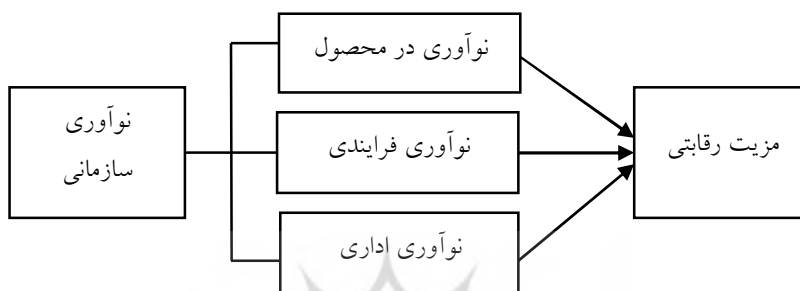 نوآوری در محصول
نوآوری
سازمانی
نوآوری فرایندی
مزیت رقابتی
نوآوری اداری